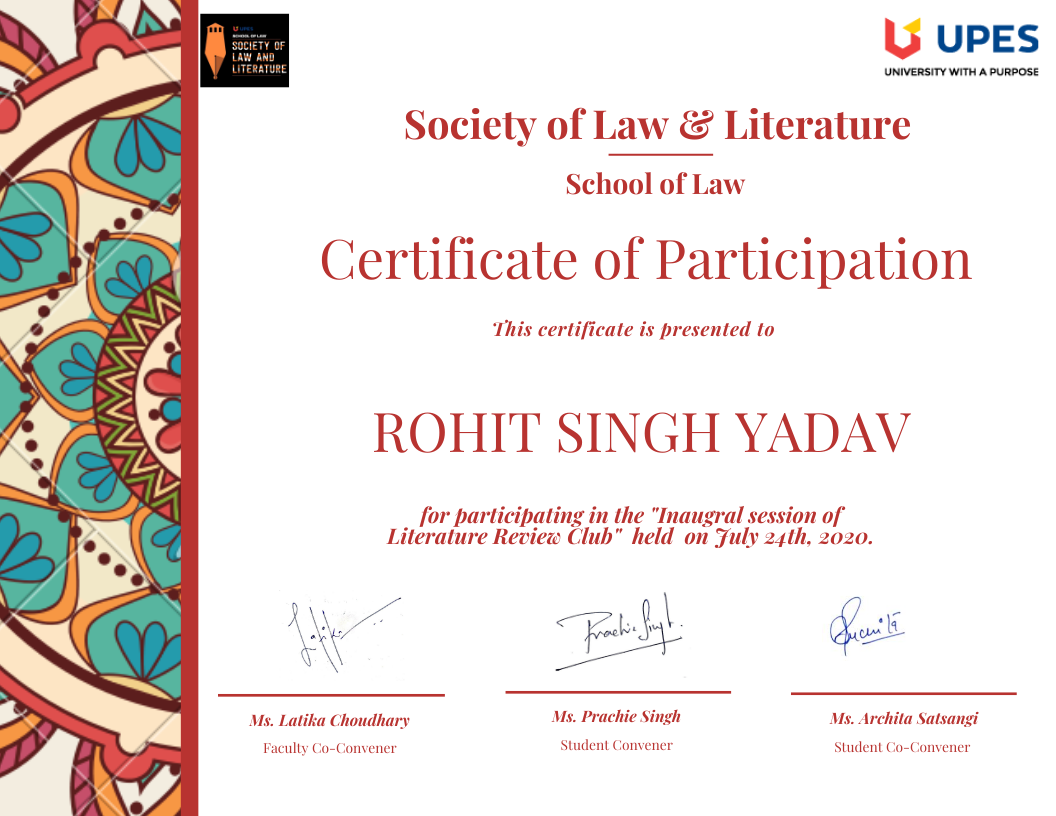 UPES
SCHOOL OF LAW
SOCIETY OF
LAW AND
LITERATURE
UPES
UNIVERSITY WITH A PURPOSE
Society of Law & Literature
School of Law
Certificate of Participation
This certificate is presented to
ROHIT SINGH YADAV
for participating in the "Inaugral session of
Literature Review Club" held on July 24th, 2020.
Latika
Prachie Singh.
Ms. Latika Choudhary
Ms. Prachie Singh
Ms. Archita Satsangi
Faculty Co-Convener
Student Convener
Student Co-Convener